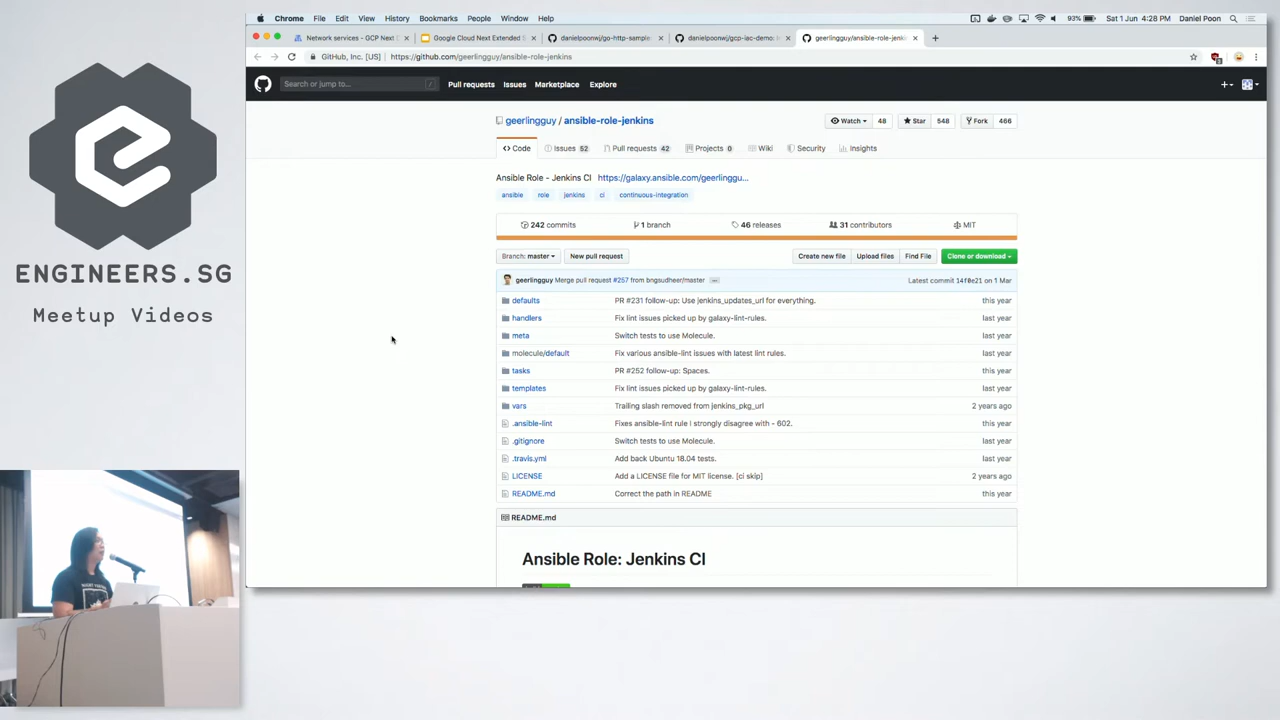 Chrome File Edit View History Bookmarks People Window Help
93% Sat 1 Jun 4:28 PM Daniel Poon
Network services - GCP Next D
Google Cloud Next Extended S
danielpoonwj/go-http-sample
danielpoonwj/gcp-iac-demo:
geerlingguy/ansible-role-jenkin
GitHub, Inc. [US] https://github.com/geerlingguy/ansible-role-jenkins
Search or jump to... /
Pull requests Issues Marketplace Explore
geerlingguy / ansible-role-jenkins
Watch 48 Star 548 Fork 466
Code Issues 52 Pull requests 42 Projects 0 Wiki Security Insights
Ansible Role - Jenkins CI https://galaxy.ansible.com/geerlinggu...
ansible role jenkins ci continuous-integration
242 commits 1 branch 46 releases 31 contributors MIT
Branch: master New pull request Create new file Upload files Find File Clone or download
geerlingguy Merge pull request #257 from bngsudheer/master ... Latest commit 14f0e21 on 1 Mar
defaults PR #231 follow-up: Use jenkins_updates_url for everything. this year
handlers Fix lint issues picked up by galaxy-lint-rules. last year
meta Switch tests to use Molecule. last year
molecule/default Fix various ansible-lint issues with latest lint rules. last year
tasks PR #252 follow-up: Spaces. this year
templates Fix lint issues picked up by galaxy-lint-rules. last year
vars Trailing slash removed from jenkins_pkg_url 2 years ago
.ansible-lint Fixes ansible-lint rule I strongly disagree with - 602. this year
.gitignore Switch tests to use Molecule. last year
.travis.yml Add back Ubuntu 18.04 tests. last year
LICENSE Add a LICENSE file for MIT license. [ci skip] 2 years ago
README.md Correct the path in README this year
README.md
Ansible Role: Jenkins CI
ENGINEERS.SG
Meetup Videos